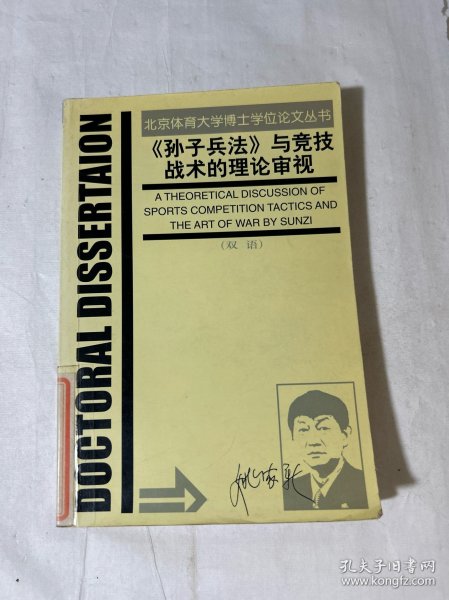 北京体育大学博士学位论文丛书
《孙子兵法》与竞技
战术的理论审视
A THEORETICAL DISCUSSION OF
SPORTS COMPETITION TACTICS AND
THE ART OF WAR BY SUNZI
(双 语)
DOCTORAL DISSERTAION
孔夫子旧书网
www.kongfz.com